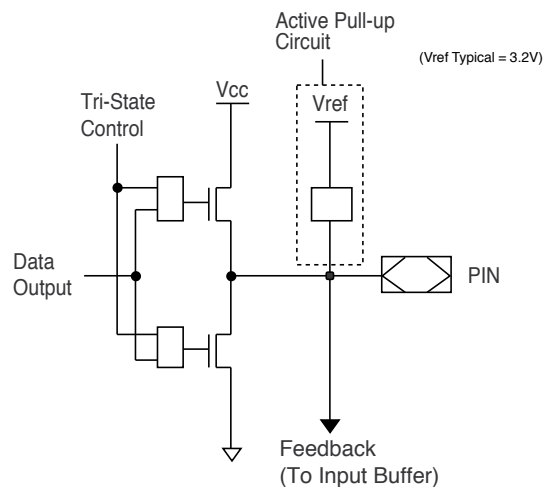 Active Pull-up
Circuit
(Vref Typical = 3.2V)
Vcc
Vref
Tri-State
Control
Data
Output
PIN
Feedback
(To Input Buffer)